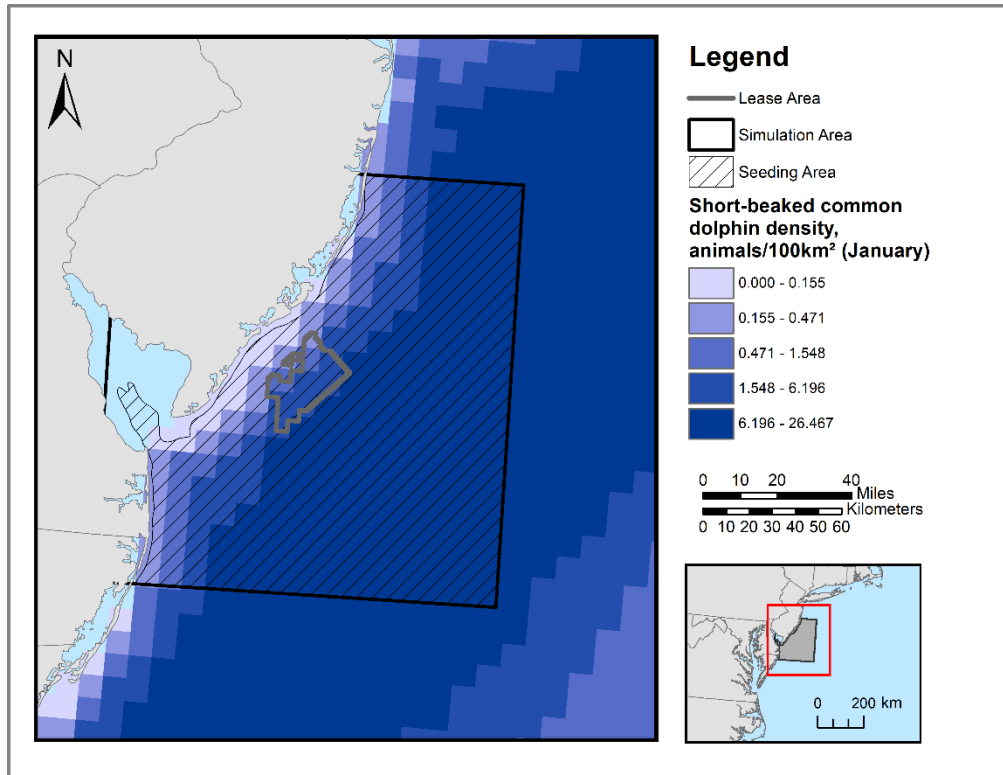 N
Legend
Lease Area
Simulation Area
Seeding Area
Short-beaked common
dolphin density,
animals/100km² (January)
0.000 - 0.155
0.155 - 0.471
0.471 - 1.548
1.548 - 6.196
6.196 - 26.467
0 10 20 40
Miles
Kilometers
0 10 20 30 40 50 60
0 200 km